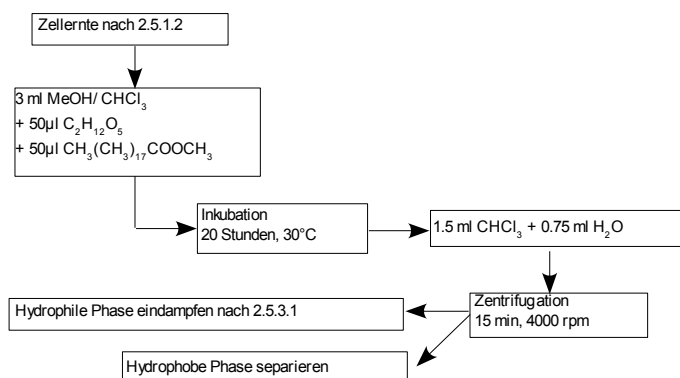 Zellernte nach 2.5.1.2
3 ml MeOH/ CHCl₃
+ 50µl C₂H₁₂O₅
+ 50µl CH₃(CH₃)₁₇COOCH₃
Inkubation
20 Stunden, 30°C
1.5 ml CHCl₃ + 0.75 ml H₂O
Zentrifugation
15 min, 4000 rpm
Hydrophile Phase eindampfen nach 2.5.3.1
Hydrophobe Phase separieren